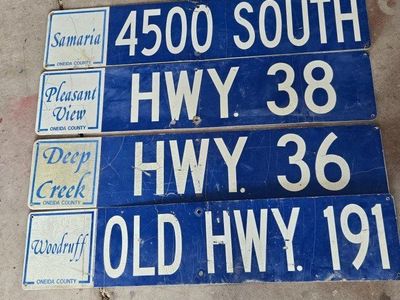 Samaria
ONEIDA COUNTY
4500 SOUTH
Pleasant
View
ONEIDA COUNTY
HWY. 38
Deep
Creek
ONEIDA COUNTY
HWY. 36
Woodruff
ONEIDA COUNTY
OLD HWY. 191